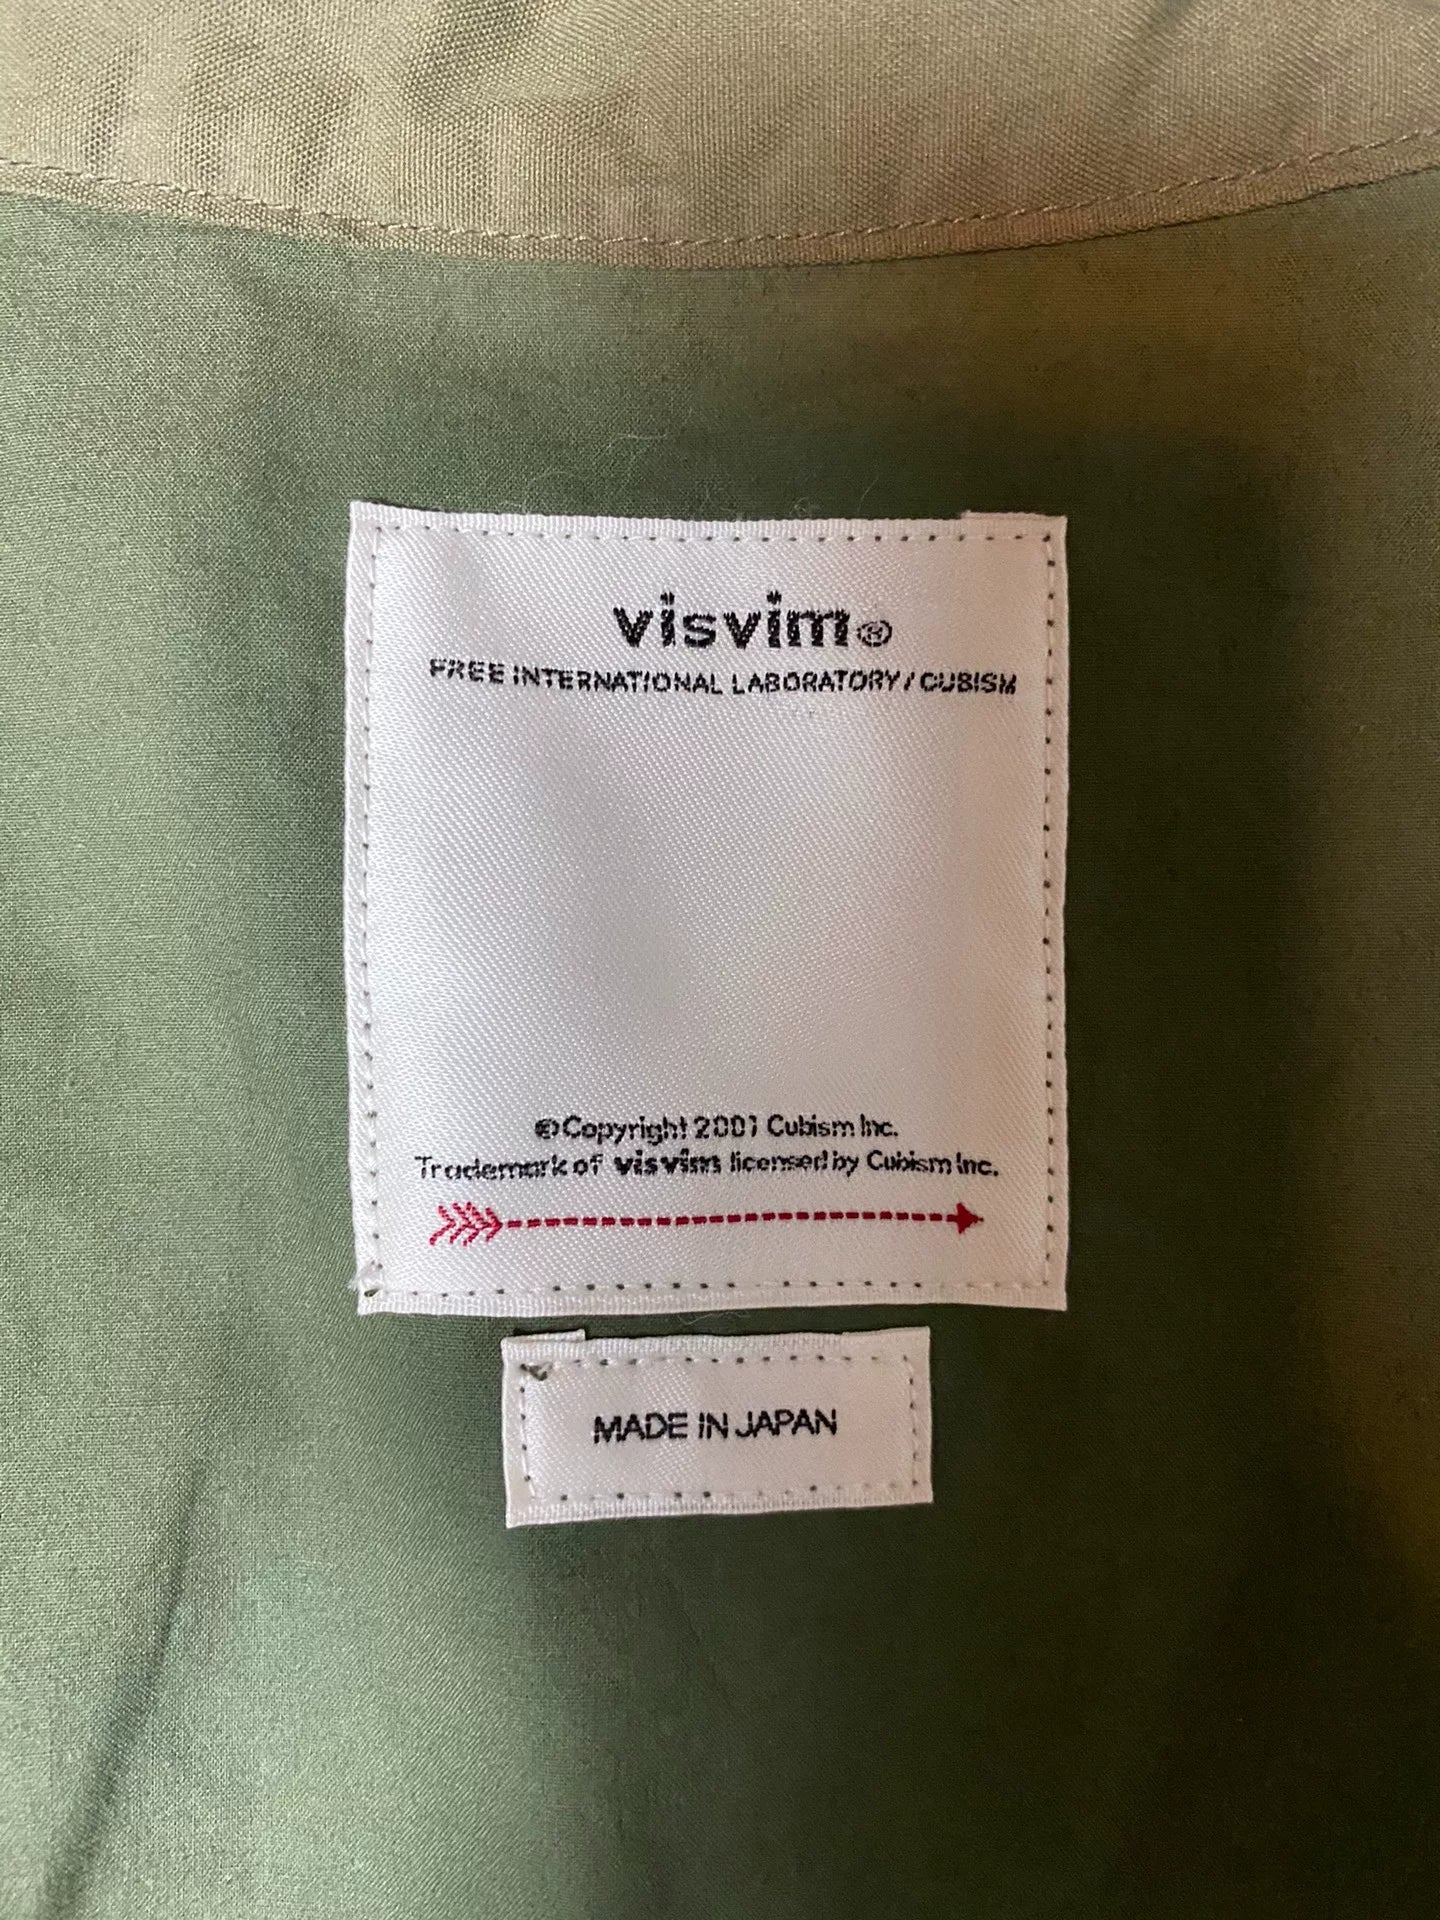 visvim®
FREE INTERNATIONAL LABORATORY / CUBISM
©Copyright 2001 Cubism Inc.
Trademark of visvim licensed by Cubism Inc.
MADE IN JAPAN